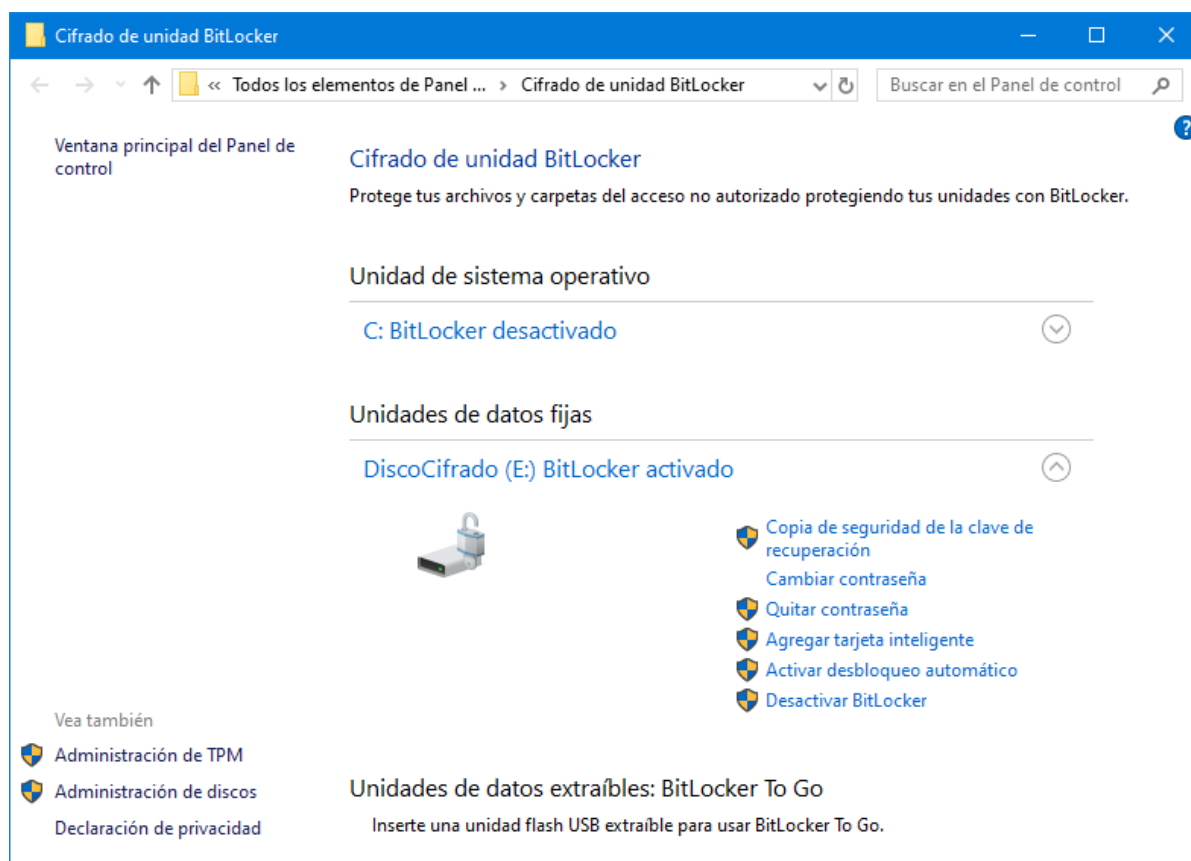 Cifrado de unidad BitLocker
« Todos los elementos de Panel ... › Cifrado de unidad BitLocker
Buscar en el Panel de control
?
Ventana principal del Panel de
control
Cifrado de unidad BitLocker
Protege tus archivos y carpetas del acceso no autorizado protegiendo tus unidades con BitLocker.
Unidad de sistema operativo
C: BitLocker desactivado
Unidades de datos fijas
DiscoCifrado (E:) BitLocker activado
Copia de seguridad de la clave de
recuperación
Cambiar contraseña
Quitar contraseña
Agregar tarjeta inteligente
Activar desbloqueo automático
Desactivar BitLocker
Vea también
Administración de TPM
Administración de discos
Declaración de privacidad
Unidades de datos extraíbles: BitLocker To Go
Inserte una unidad flash USB extraíble para usar BitLocker To Go.